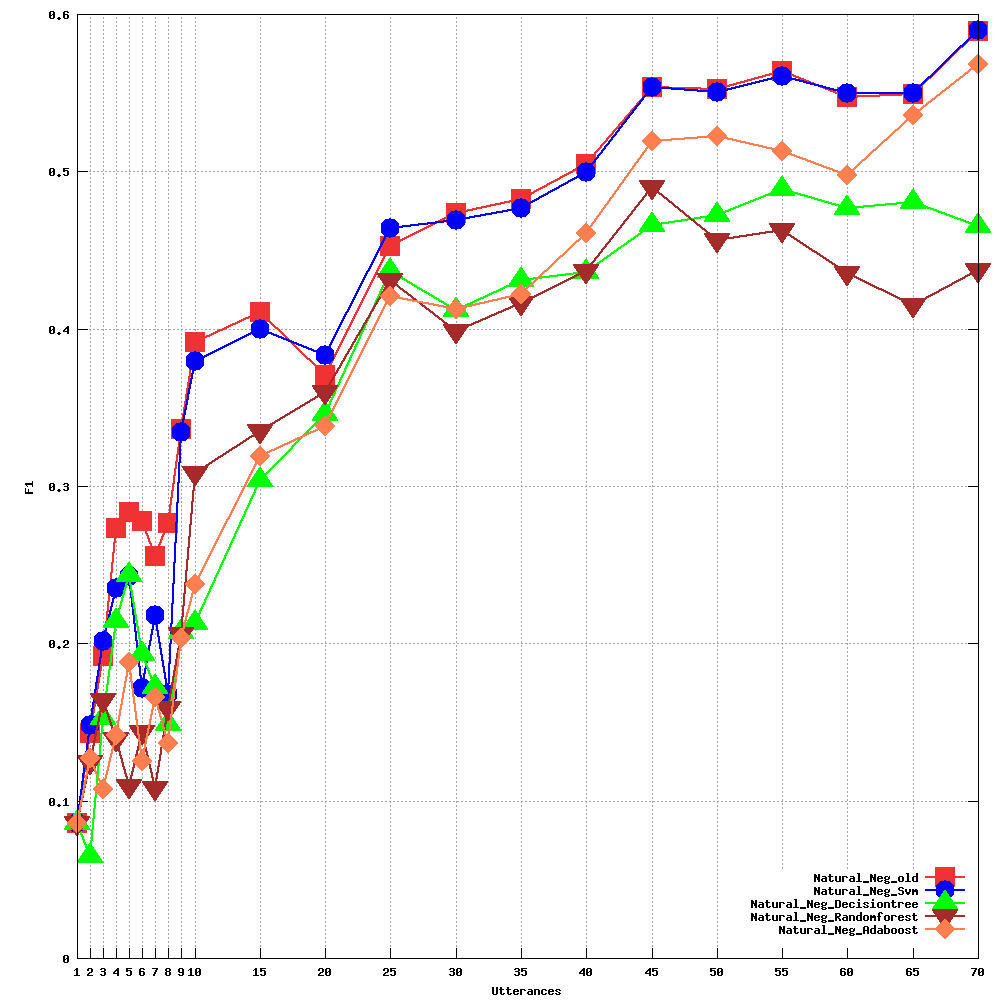 0.6
0.5
0.4
0.3
0.2
0.1
0
F1
1 2 3 4 5 6 7 8 9 10 15 20 25 30 35 40 45 50 55 60 65 70
Utterances
Natural_Neg_old
Natural_Neg_Svm
Natural_Neg_Decisiontree
Natural_Neg_Randomforest
Natural_Neg_Adaboost